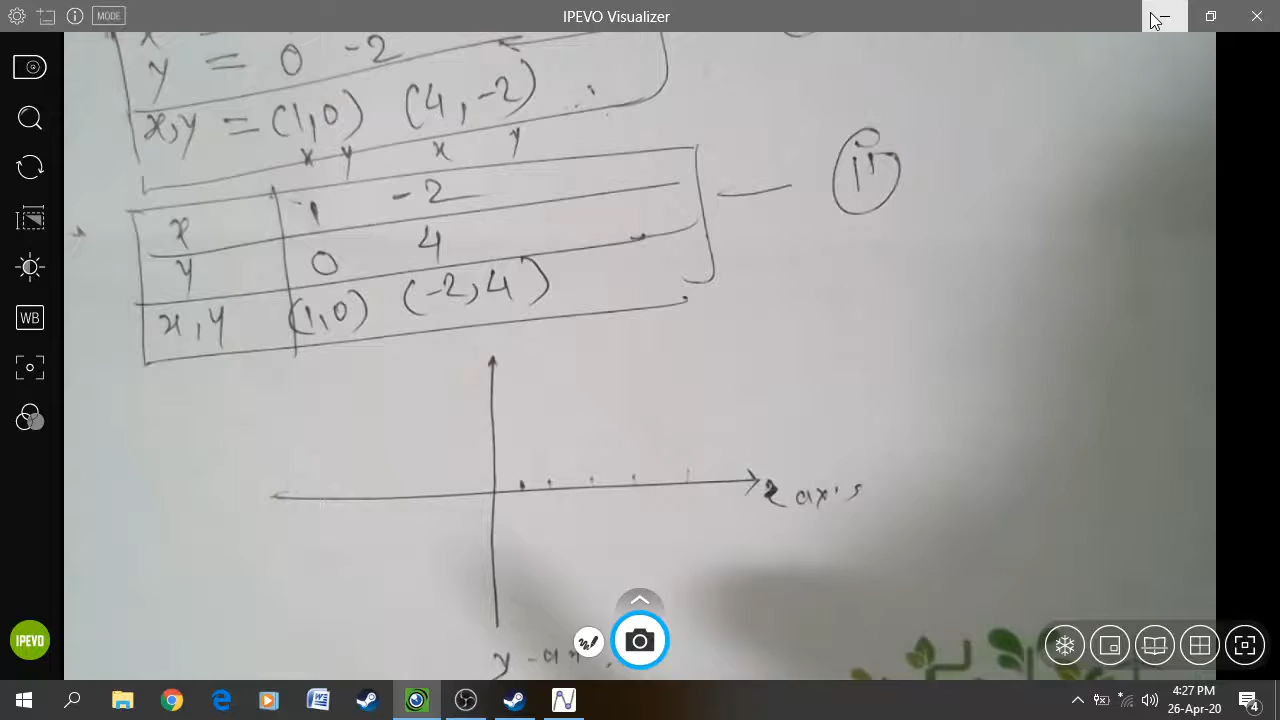 MODE
IPEVO Visualizer
y = 0 -2
x,y = (1,0) (4,-2)
x y x y
x 1 -2
y 0 4
x,y (1,0) (-2,4)
ii
WB
x axis
IPEVO
4:27 PM
26-Apr-20
4